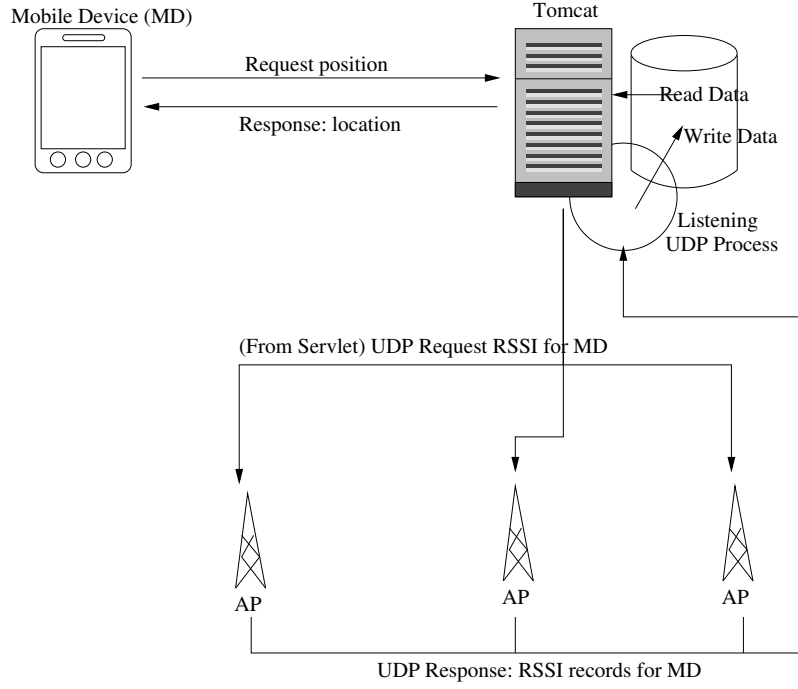 Mobile Device (MD)
Tomcat
Request position
Response: location
Read Data
Write Data
Listening
UDP Process
(From Servlet) UDP Request RSSI for MD
AP
AP
AP
UDP Response: RSSI records for MD